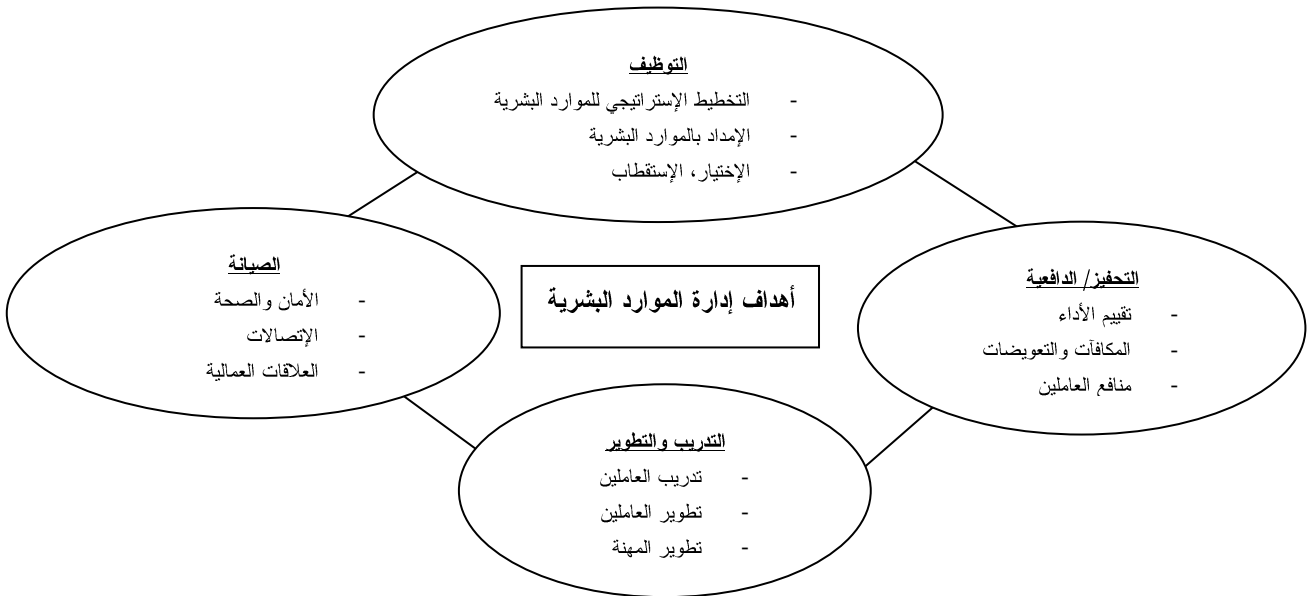 التوظيف
- التخطيط الإستراتيجي للموارد البشرية
- الإمداد بالموارد البشرية
- الإختيار، الإستقطاب
التحفيز/ الدافعية
- تقييم الأداء
- المكافآت والتعويضات
- منافع العاملين
أهداف إدارة الموارد البشرية
الصيانة
- الأمان والصحة
- الإتصالات
- العلاقات العمالية
التدريب والتطوير
- تدريب العاملين
- تطوير العاملين
- تطوير المهنة